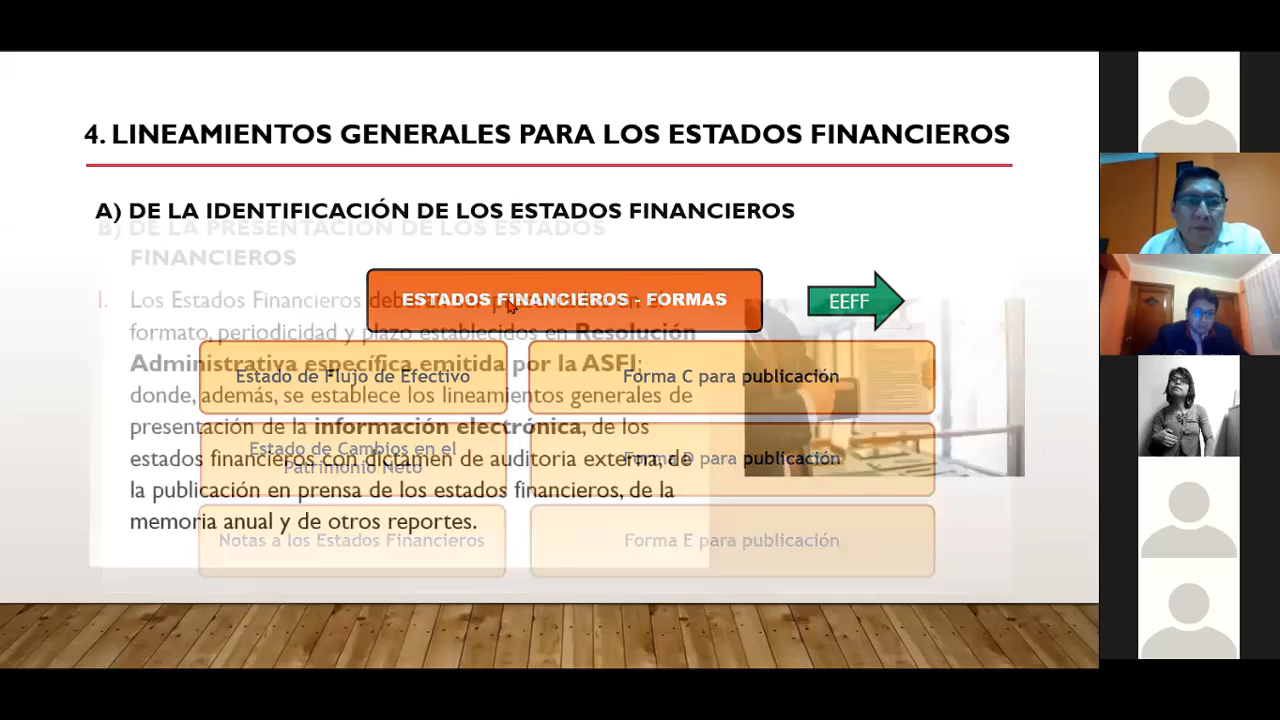 4. LINEAMIENTOS GENERALES PARA LOS ESTADOS FINANCIEROS
A) DE LA IDENTIFICACIÓN DE LOS ESTADOS FINANCIEROS
B) DE LA PRESENTACIÓN DE LOS ESTADOS
FINANCIEROS
ESTADOS FINANCIEROS - FORMAS
EEFF
I. Los Estados Financieros
formato, periodicidad y plazo establecidos en Resolución
Administrativa específica emitida por la ASFI;
donde, además, se establece los lineamientos generales de
presentación de la información electrónica, de los
estados financieros con dictamen de auditoria externa, de
la publicación en prensa de los estados financieros, de la
memoria anual y de otros reportes.
Estado de Flujo de Efectivo
Forma C para publicación
Estado de Cambios en el
Patrimonio Neto
Forma D para publicación
Notas a los Estados Financieros
Forma E para publicación